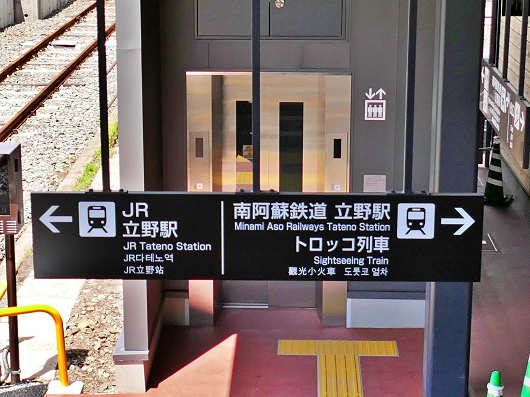 JR
立野駅
JR Tateno Station
JR다테노역
JR立野站
南阿蘇鉄道 立野駅
Minami Aso Railways Tateno Station
トロッコ列車
Sightseeing Train
觀光小火車 도롯코 열차